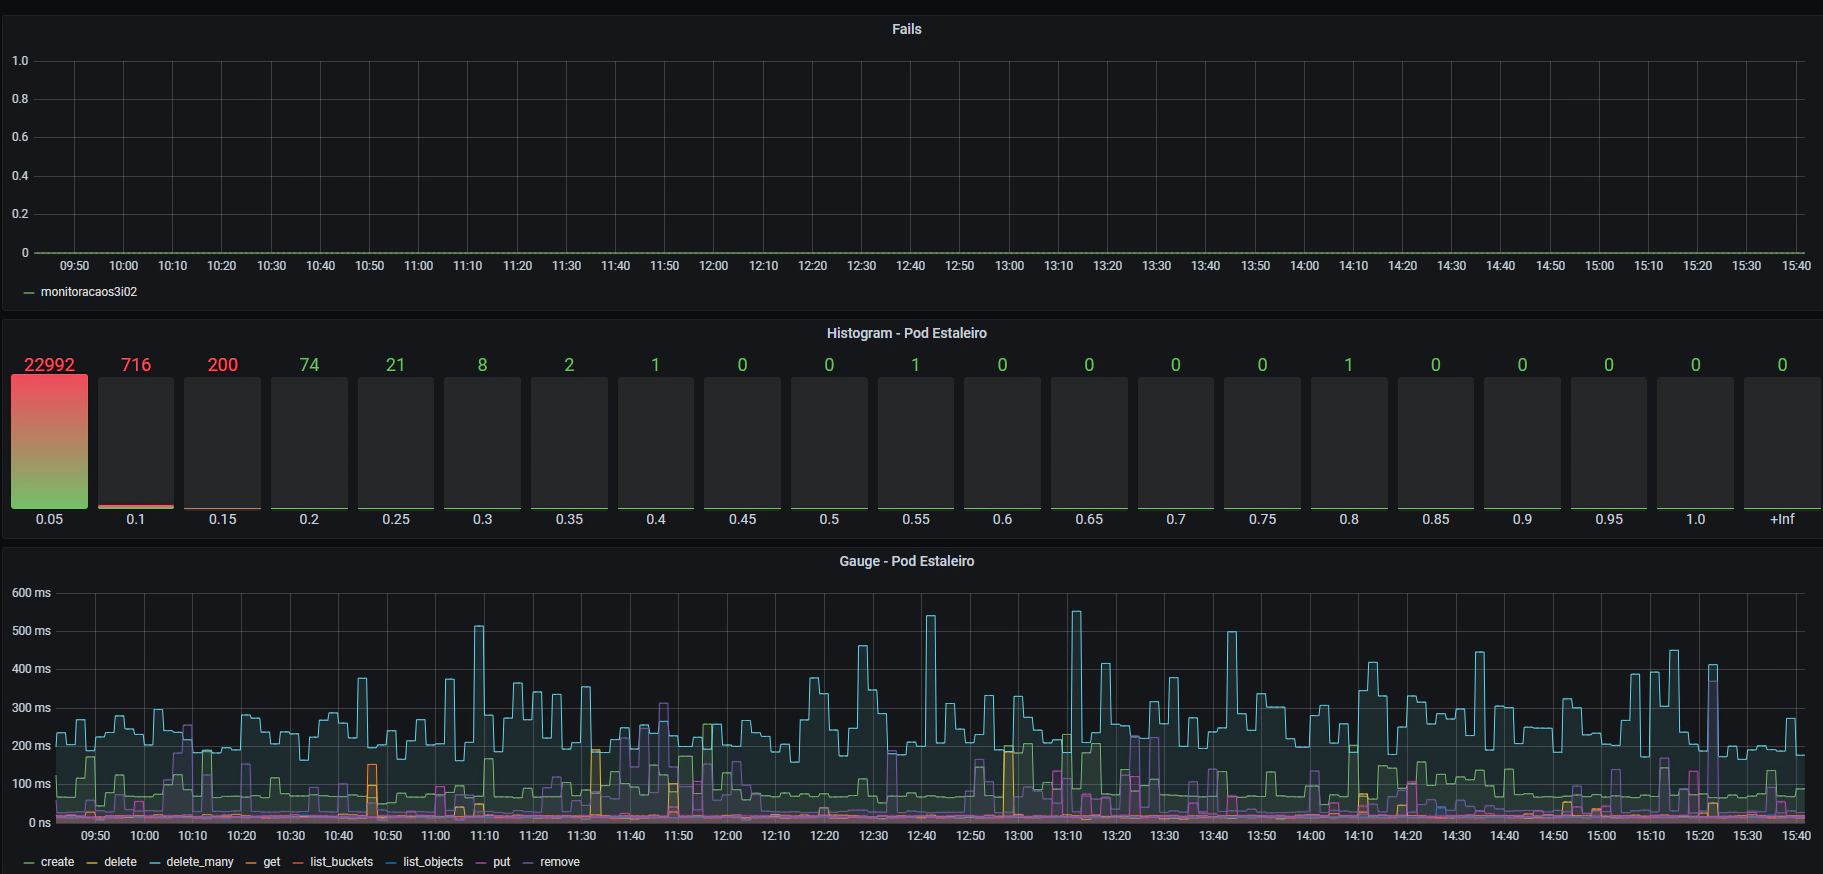 Fails
1.0
0.8
0.6
0.4
0.2
0
09:50 10:00 10:10 10:20 10:30 10:40 10:50 11:00 11:10 11:20 11:30 11:40 11:50 12:00 12:10 12:20 12:30 12:40 12:50 13:00 13:10 13:20 13:30 13:40 13:50 14:00 14:10 14:20 14:30 14:40 14:50 15:00 15:10 15:20 15:30 15:40
monitoracaos3i02
Histogram - Pod Estaleiro
22992 716 200 74 21 8 2 1 0 0 1 0 0 0 0 1 0 0 0 0 0
0.05 0.1 0.15 0.2 0.25 0.3 0.35 0.4 0.45 0.5 0.55 0.6 0.65 0.7 0.75 0.8 0.85 0.9 0.95 1.0 +Inf
Gauge - Pod Estaleiro
600 ms
500 ms
400 ms
300 ms
200 ms
100 ms
0 ns
09:50 10:00 10:10 10:20 10:30 10:40 10:50 11:00 11:10 11:20 11:30 11:40 11:50 12:00 12:10 12:20 12:30 12:40 12:50 13:00 13:10 13:20 13:30 13:40 13:50 14:00 14:10 14:20 14:30 14:40 14:50 15:00 15:10 15:20 15:30 15:40
create delete delete_many get list_buckets list_objects put remove